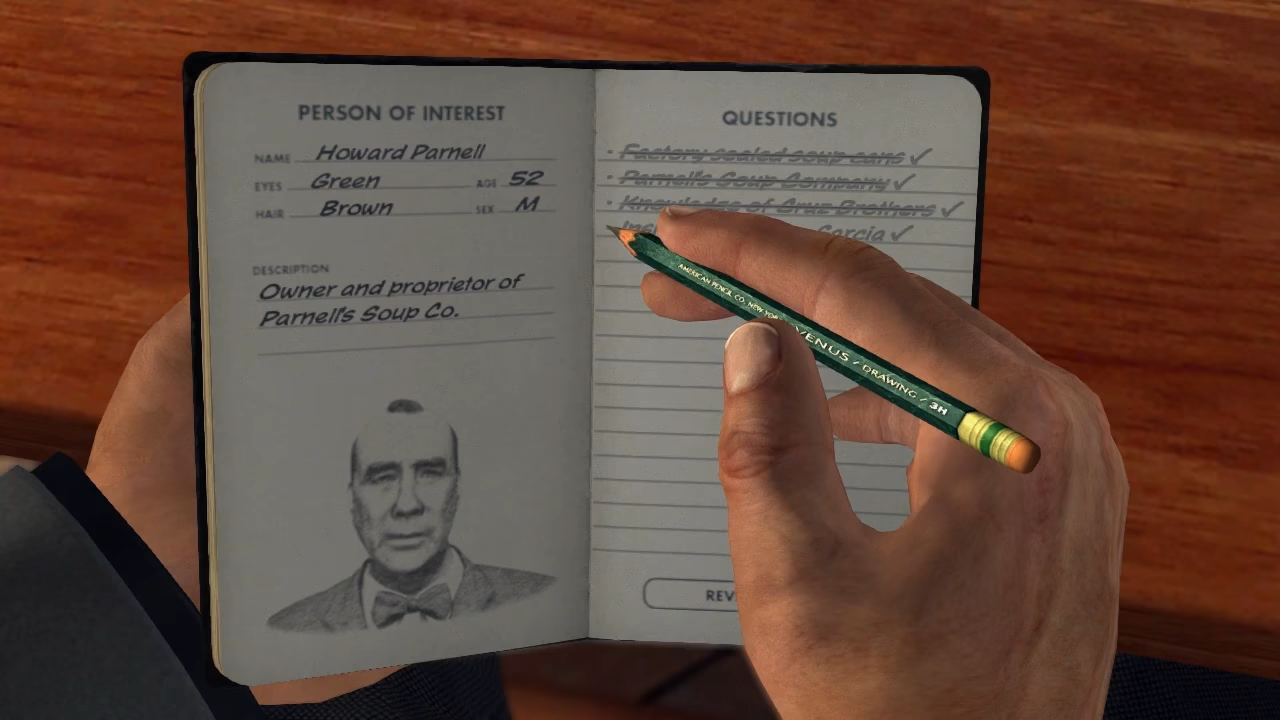 PERSON OF INTEREST
NAME Howard Parnell
EYES Green AGE 52
HAIR Brown SEX M
DESCRIPTION
Owner and proprietor of
Parnell's Soup Co.
QUESTIONS
· Factory sealed soup cans ✓
· Parnell's Soup Company ✓
· Knowledge of Cruz Brothers ✓
Garcia ✓
AMERICAN PENCIL CO. NEW YORK VENUS / DRAWING / 3H